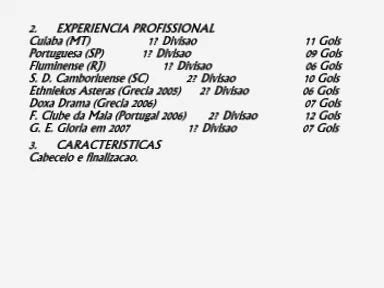 2. EXPERIENCIA PROFISSIONAL
Cuiaba (MT) 1? Divisao 11 Gols
Portuguesa (SP) 1? Divisao 09 Gols
Fluminense (RJ) 1? Divisao 06 Gols
S. D. Camboriuense (SC) 2? Divisao 10 Gols
Ethniekos Asteras (Grecia 2005) 2? Divisao 06 Gols
Doxa Drama (Grecia 2006) 07 Gols
F. Clube da Maia (Portugal 2006) 2? Divisao 12 Gols
G. E. Gloria em 2007 1? Divisao 07 Gols
3. CARACTERISTICAS
Cabeceio e finalizacao.